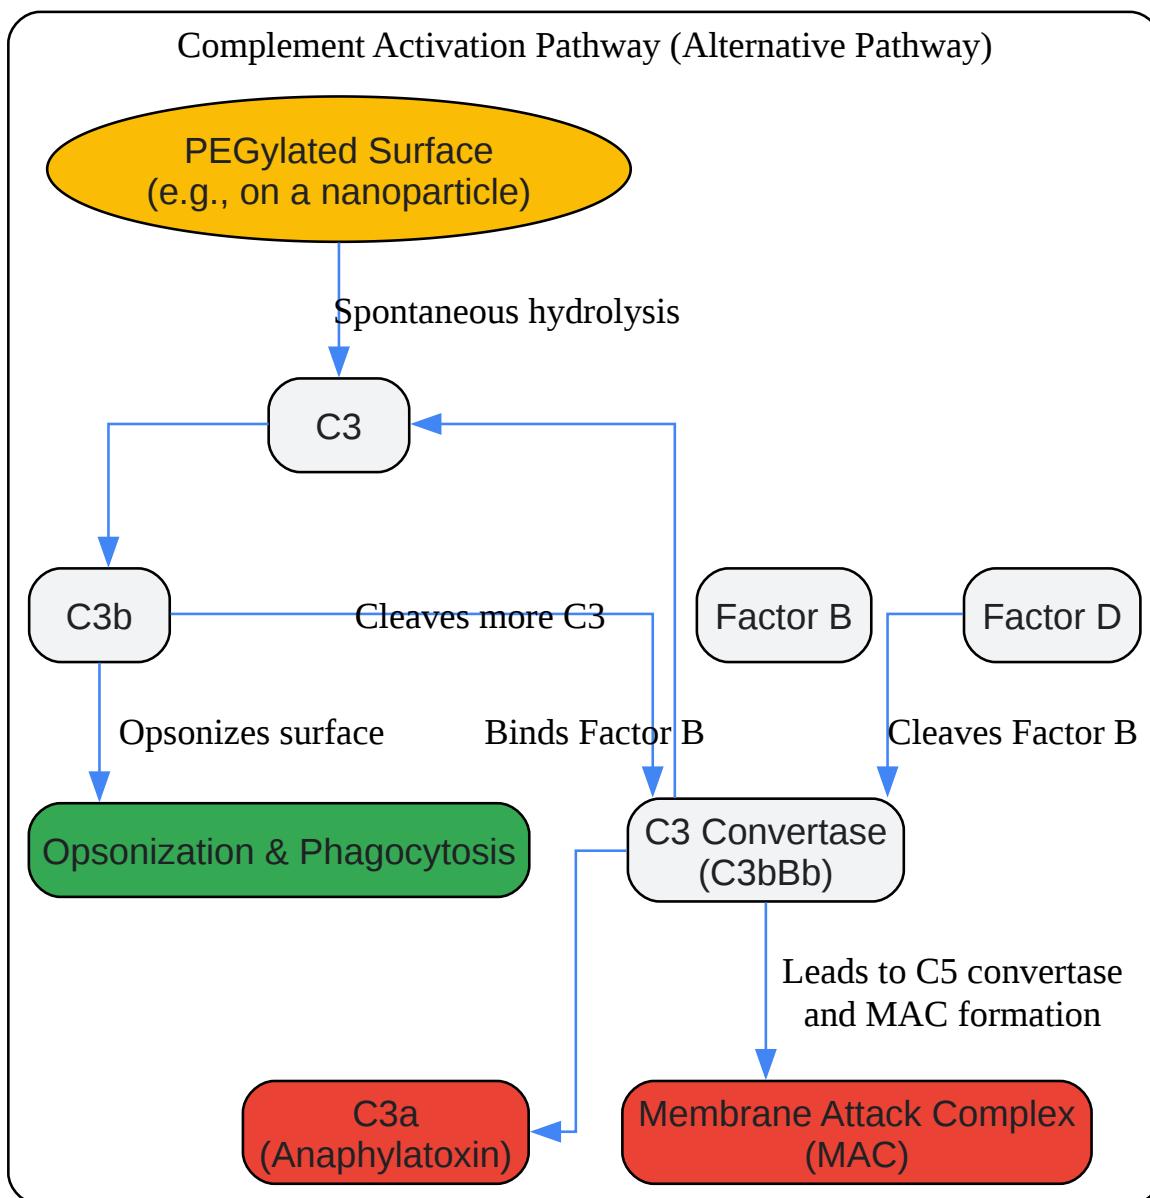 Complement Activation Pathway (Alternative Pathway)
PEGylated Surface
(e.g., on a nanoparticle)
Spontaneous hydrolysis
C3
C3b
Cleaves more C3
Factor B
Factor D
Opsonizes surface
Binds Factor B
Cleaves Factor B
Opsonization & Phagocytosis
C3 Convertase
(C3bBb)
Leads to C5 convertase
and MAC formation
C3a
(Anaphylatoxin)
Membrane Attack Complex
(MAC)